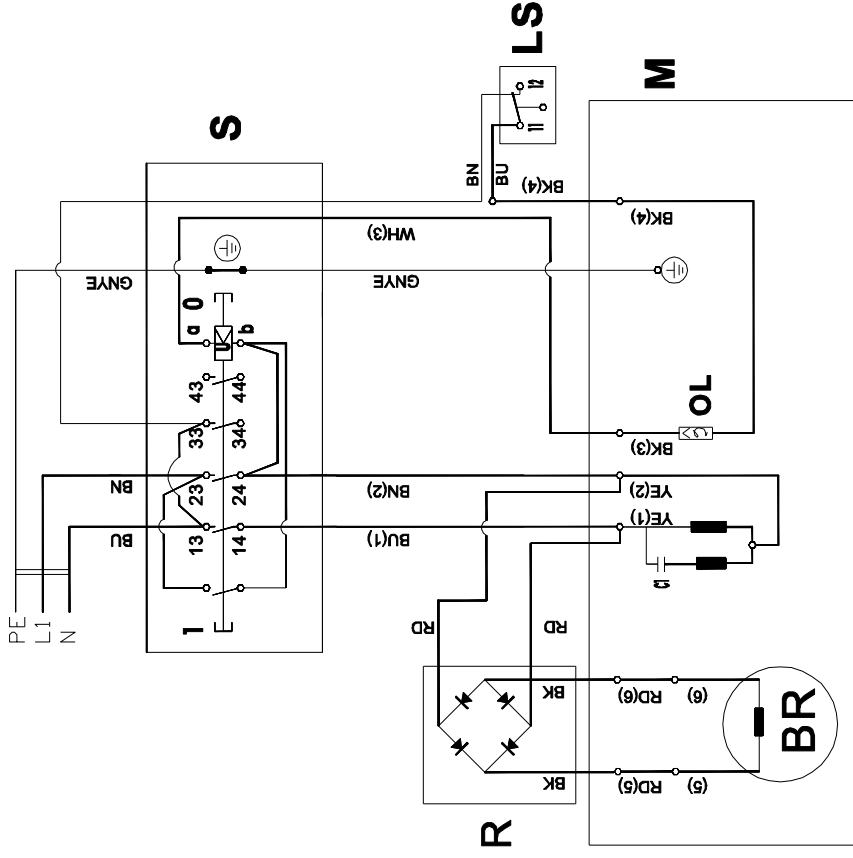 PE
L1
N
GNYE
BN
BU
S
LS
M
R
1
0
13
14
23
24
33
34
43
44
a
b
U
WH(3)
GNYE
BN(2)
BU(1)
BN
BU
11
12
BK(4)
BK(4)
BK(3)
OL
YE(2)
YE(1)
C1
RD
RD
BK
BK
RD(6)
RD(5)
(6)
(5)
BR